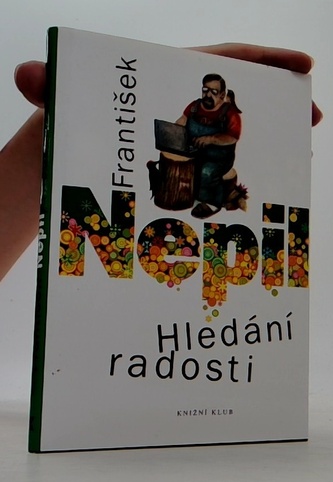 František
Nepil
Hledání
radosti
KNIŽNÍ KLUB
Nepil